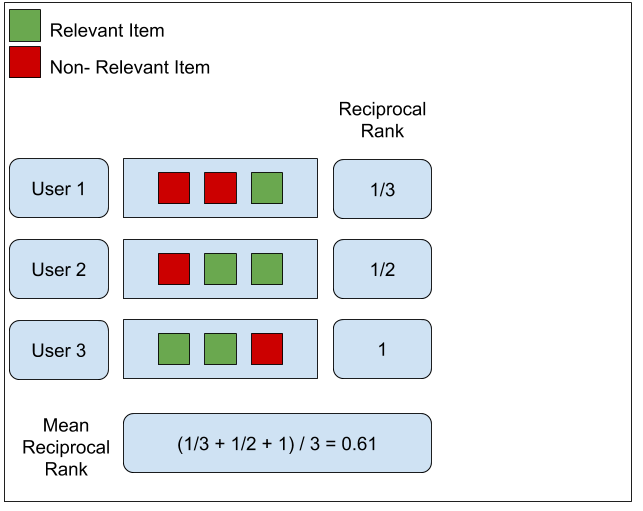 Relevant Item
Non- Relevant Item
Reciprocal
Rank
User 1
1/3
User 2
1/2
User 3
1
Mean
Reciprocal
Rank
(1/3 + 1/2 + 1) / 3 = 0.61